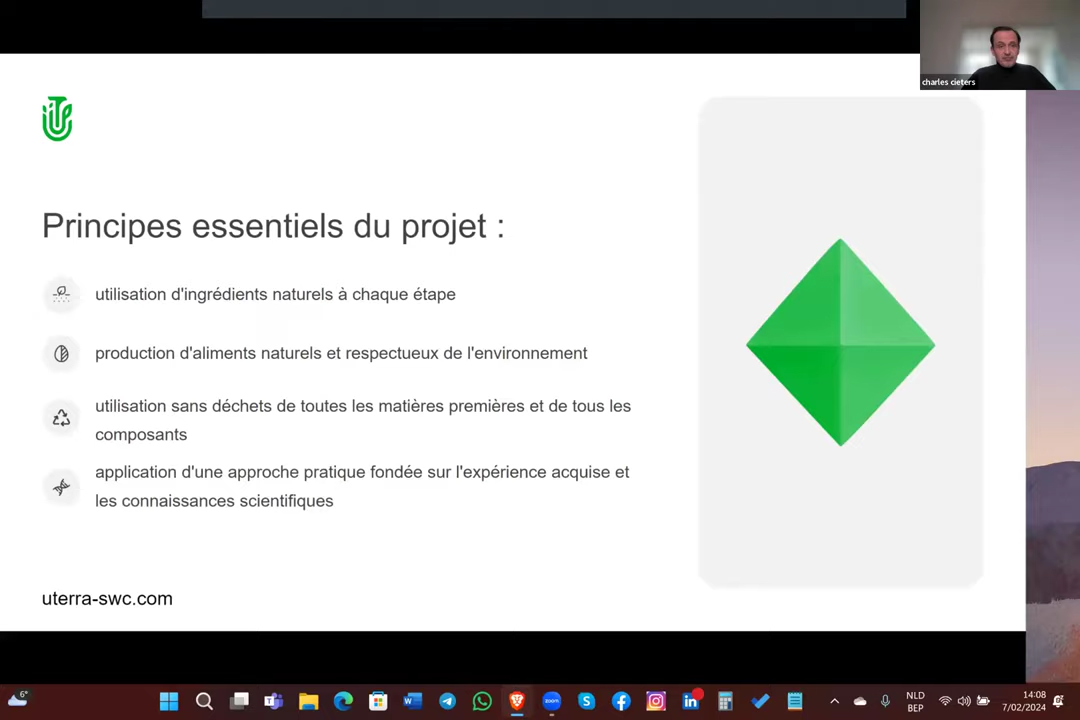 charles cieters
Principes essentiels du projet :
utilisation d'ingrédients naturels à chaque étape
production d'aliments naturels et respectueux de l'environnement
utilisation sans déchets de toutes les matières premières et de tous les
composants
application d'une approche pratique fondée sur l'expérience acquise et
les connaissances scientifiques
uterra-swc.com
6°
zoom
NLD
BEP
14:08
7/02/2024